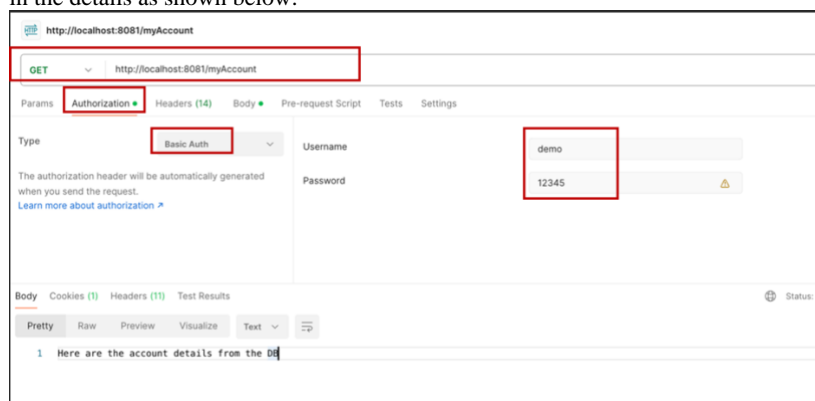 in the details as shown below:
HTTP http://localhost:8081/myAccount
GET http://localhost:8081/myAccount
Params Authorization Headers (14) Body Pre-request Script Tests Settings
Type Basic Auth
Username demo
The authorization header will be automatically generated
when you send the request.
Learn more about authorization ↗
Password 12345
Body Cookies (1) Headers (11) Test Results Status:
Pretty Raw Preview Visualize Text
1 Here are the account details from the DB